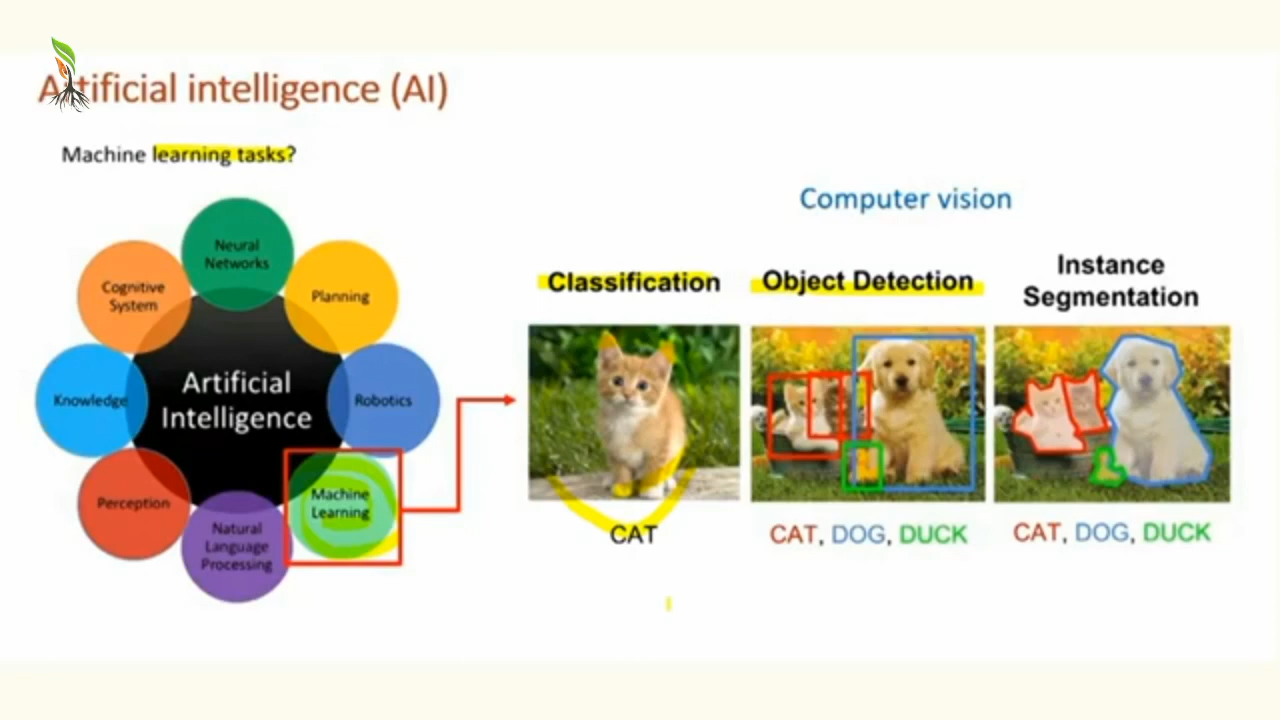 Artificial intelligence (AI)
Machine learning tasks?
Neural
Networks
Cognitive
System
Planning
Knowledge
Artificial
Intelligence
Robotics
Perception
Machine
Learning
Natural
Language
Processing
Computer vision
Classification
Object Detection
Instance
Segmentation
CAT
CAT, DOG, DUCK
CAT, DOG, DUCK